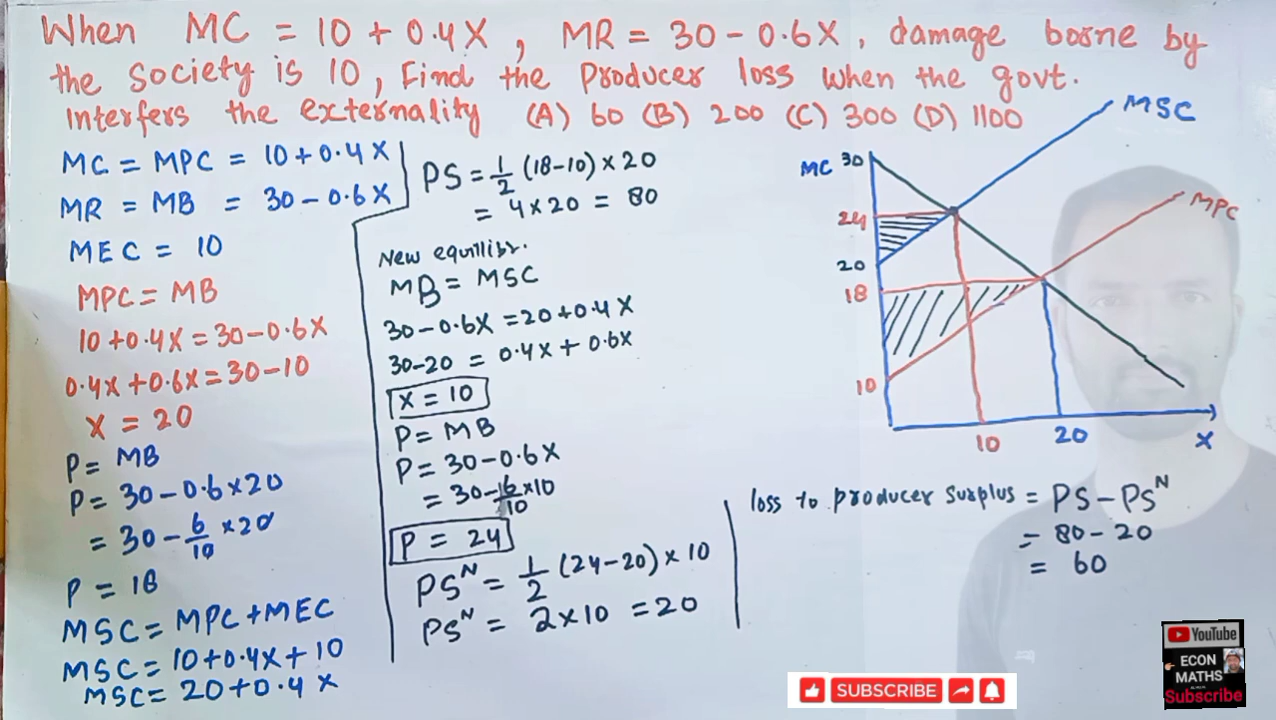 When MC = 10 + 0.4X, MR = 30 - 0.6X, damage borne by
the Society is 10, Find the Producer loss when the govt.
Interfers the externality (A) 60 (B) 200 (C) 300 (D) 1100
MC = MPC = 10 + 0.4X
MR = MB = 30 - 0.6X
MEC = 10
MPC = MB
10 + 0.4X = 30 - 0.6X
0.4X + 0.6X = 30 - 10
X = 20
P = MB
P = 30 - 0.6 × 20
= 30 - 6/10 × 20
P = 18
MSC = MPC + MEC
MSC = 10 + 0.4X + 10
MSC = 20 + 0.4X
PS = 1/2 (18 - 10) × 20
= 4 × 20 = 80
New equilibr.
MB = MSC
30 - 0.6X = 20 + 0.4X
30 - 20 = 0.4X + 0.6X
X = 10
P = MB
P = 30 - 0.6X
= 30 - 6/10 × 10
P = 24
PSᴺ = 1/2 (24 - 20) × 10
PSᴺ = 2 × 10 = 20
MSC
MC 30
MPC
24
20
18
10
10 20 X
loss to producer surplus = PS - PSᴺ
= 80 - 20
= 60
YouTube
ECON
MATHS
Subscribe
SUBSCRIBE